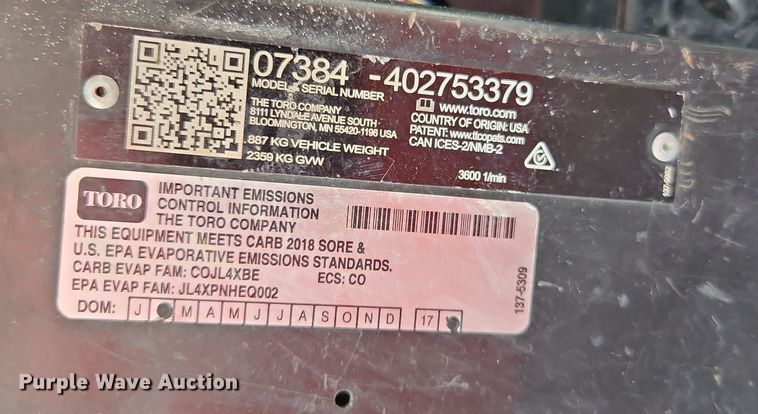 07384 -402753379
MODEL & SERIAL NUMBER
THE TORO COMPANY
8111 LYNDALE AVENUE SOUTH
BLOOMINGTON, MN 55420-1196 USA
887 KG VEHICLE WEIGHT
2359 KG GVW
www.toro.com
COUNTRY OF ORIGIN: USA
PATENT: www.ttcopats.com
CAN ICES-2/NMB-2
3600 1/min
137-9962
TORO
IMPORTANT EMISSIONS
CONTROL INFORMATION
THE TORO COMPANY
THIS EQUIPMENT MEETS CARB 2018 SORE &
U.S. EPA EVAPORATIVE EMISSIONS STANDARDS.
CARB EVAP FAM: COJL4XBE ECS: CO
EPA EVAP FAM: JL4XPNHEQ002
DOM: J M A M J J A S O N D 17
137-5309
Purple Wave Auction